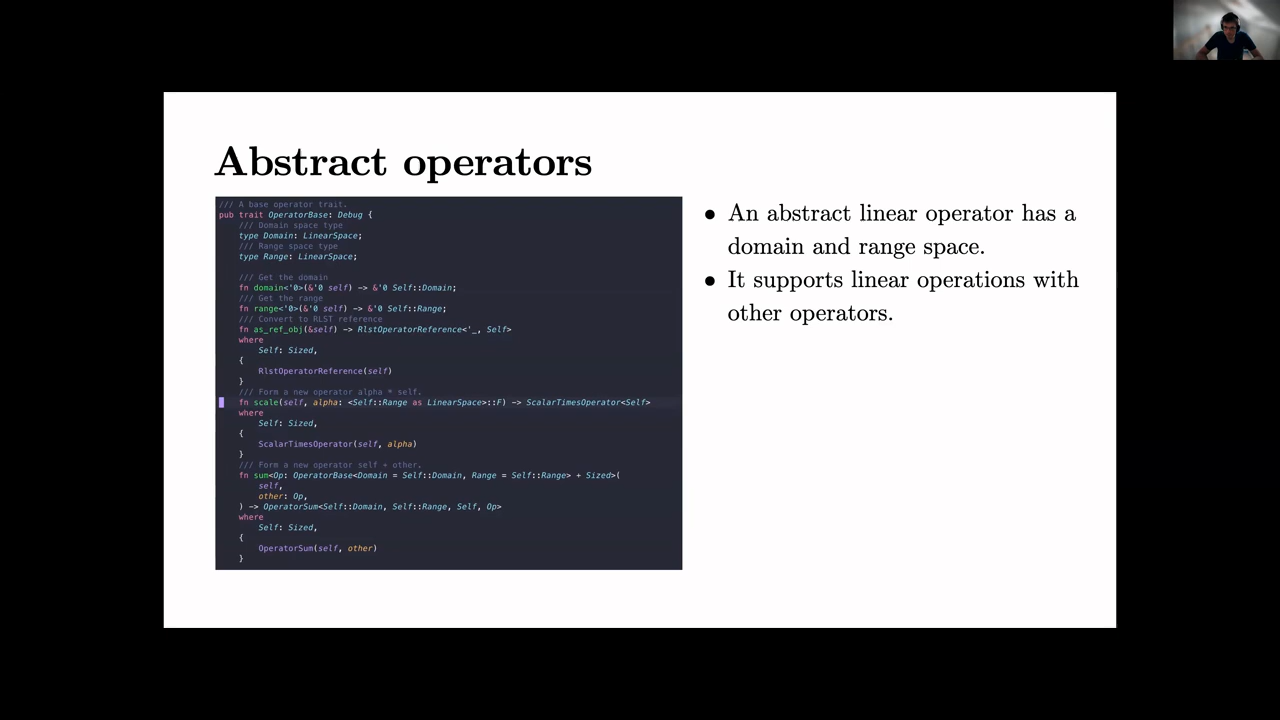 Abstract operators
/// A base operator trait.
pub trait OperatorBase: Debug {
/// Domain space type
type Domain: LinearSpace;
/// Range space type
type Range: LinearSpace;
/// Get the domain
fn domain<'0>(&'0 self) -> &'0 Self::Domain;
/// Get the range
fn range<'0>(&'0 self) -> &'0 Self::Range;
/// Convert to RLST reference
fn as_ref_obj(&self) -> RlstOperatorReference<'_, Self>
where
Self: Sized,
{
RlstOperatorReference(self)
}
/// Form a new operator alpha * self.
fn scale(self, alpha: <Self::Range as LinearSpace>::F) -> ScalarTimesOperator<Self>
where
Self: Sized,
{
ScalarTimesOperator(self, alpha)
}
/// Form a new operator self + other.
fn sum<Op: OperatorBase<Domain = Self::Domain, Range = Self::Range> + Sized>(
self,
other: Op,
) -> OperatorSum<Self::Domain, Self::Range, Self, Op>
where
Self: Sized,
{
OperatorSum(self, other)
}
• An abstract linear operator has a
domain and range space.
• It supports linear operations with
other operators.